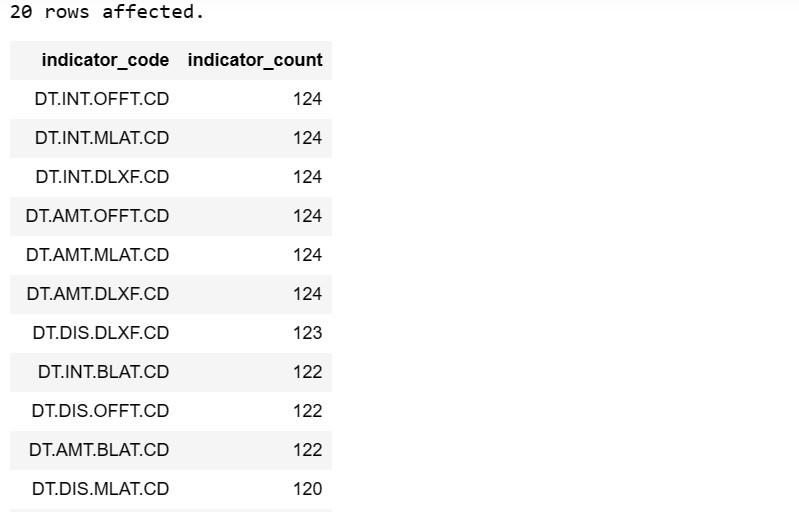 20 rows affected.
indicator_code indicator_count
DT.INT.OFFT.CD 124
DT.INT.MLAT.CD 124
DT.INT.DLXF.CD 124
DT.AMT.OFFT.CD 124
DT.AMT.MLAT.CD 124
DT.AMT.DLXF.CD 124
DT.DIS.DLXF.CD 123
DT.INT.BLAT.CD 122
DT.DIS.OFFT.CD 122
DT.AMT.BLAT.CD 122
DT.DIS.MLAT.CD 120